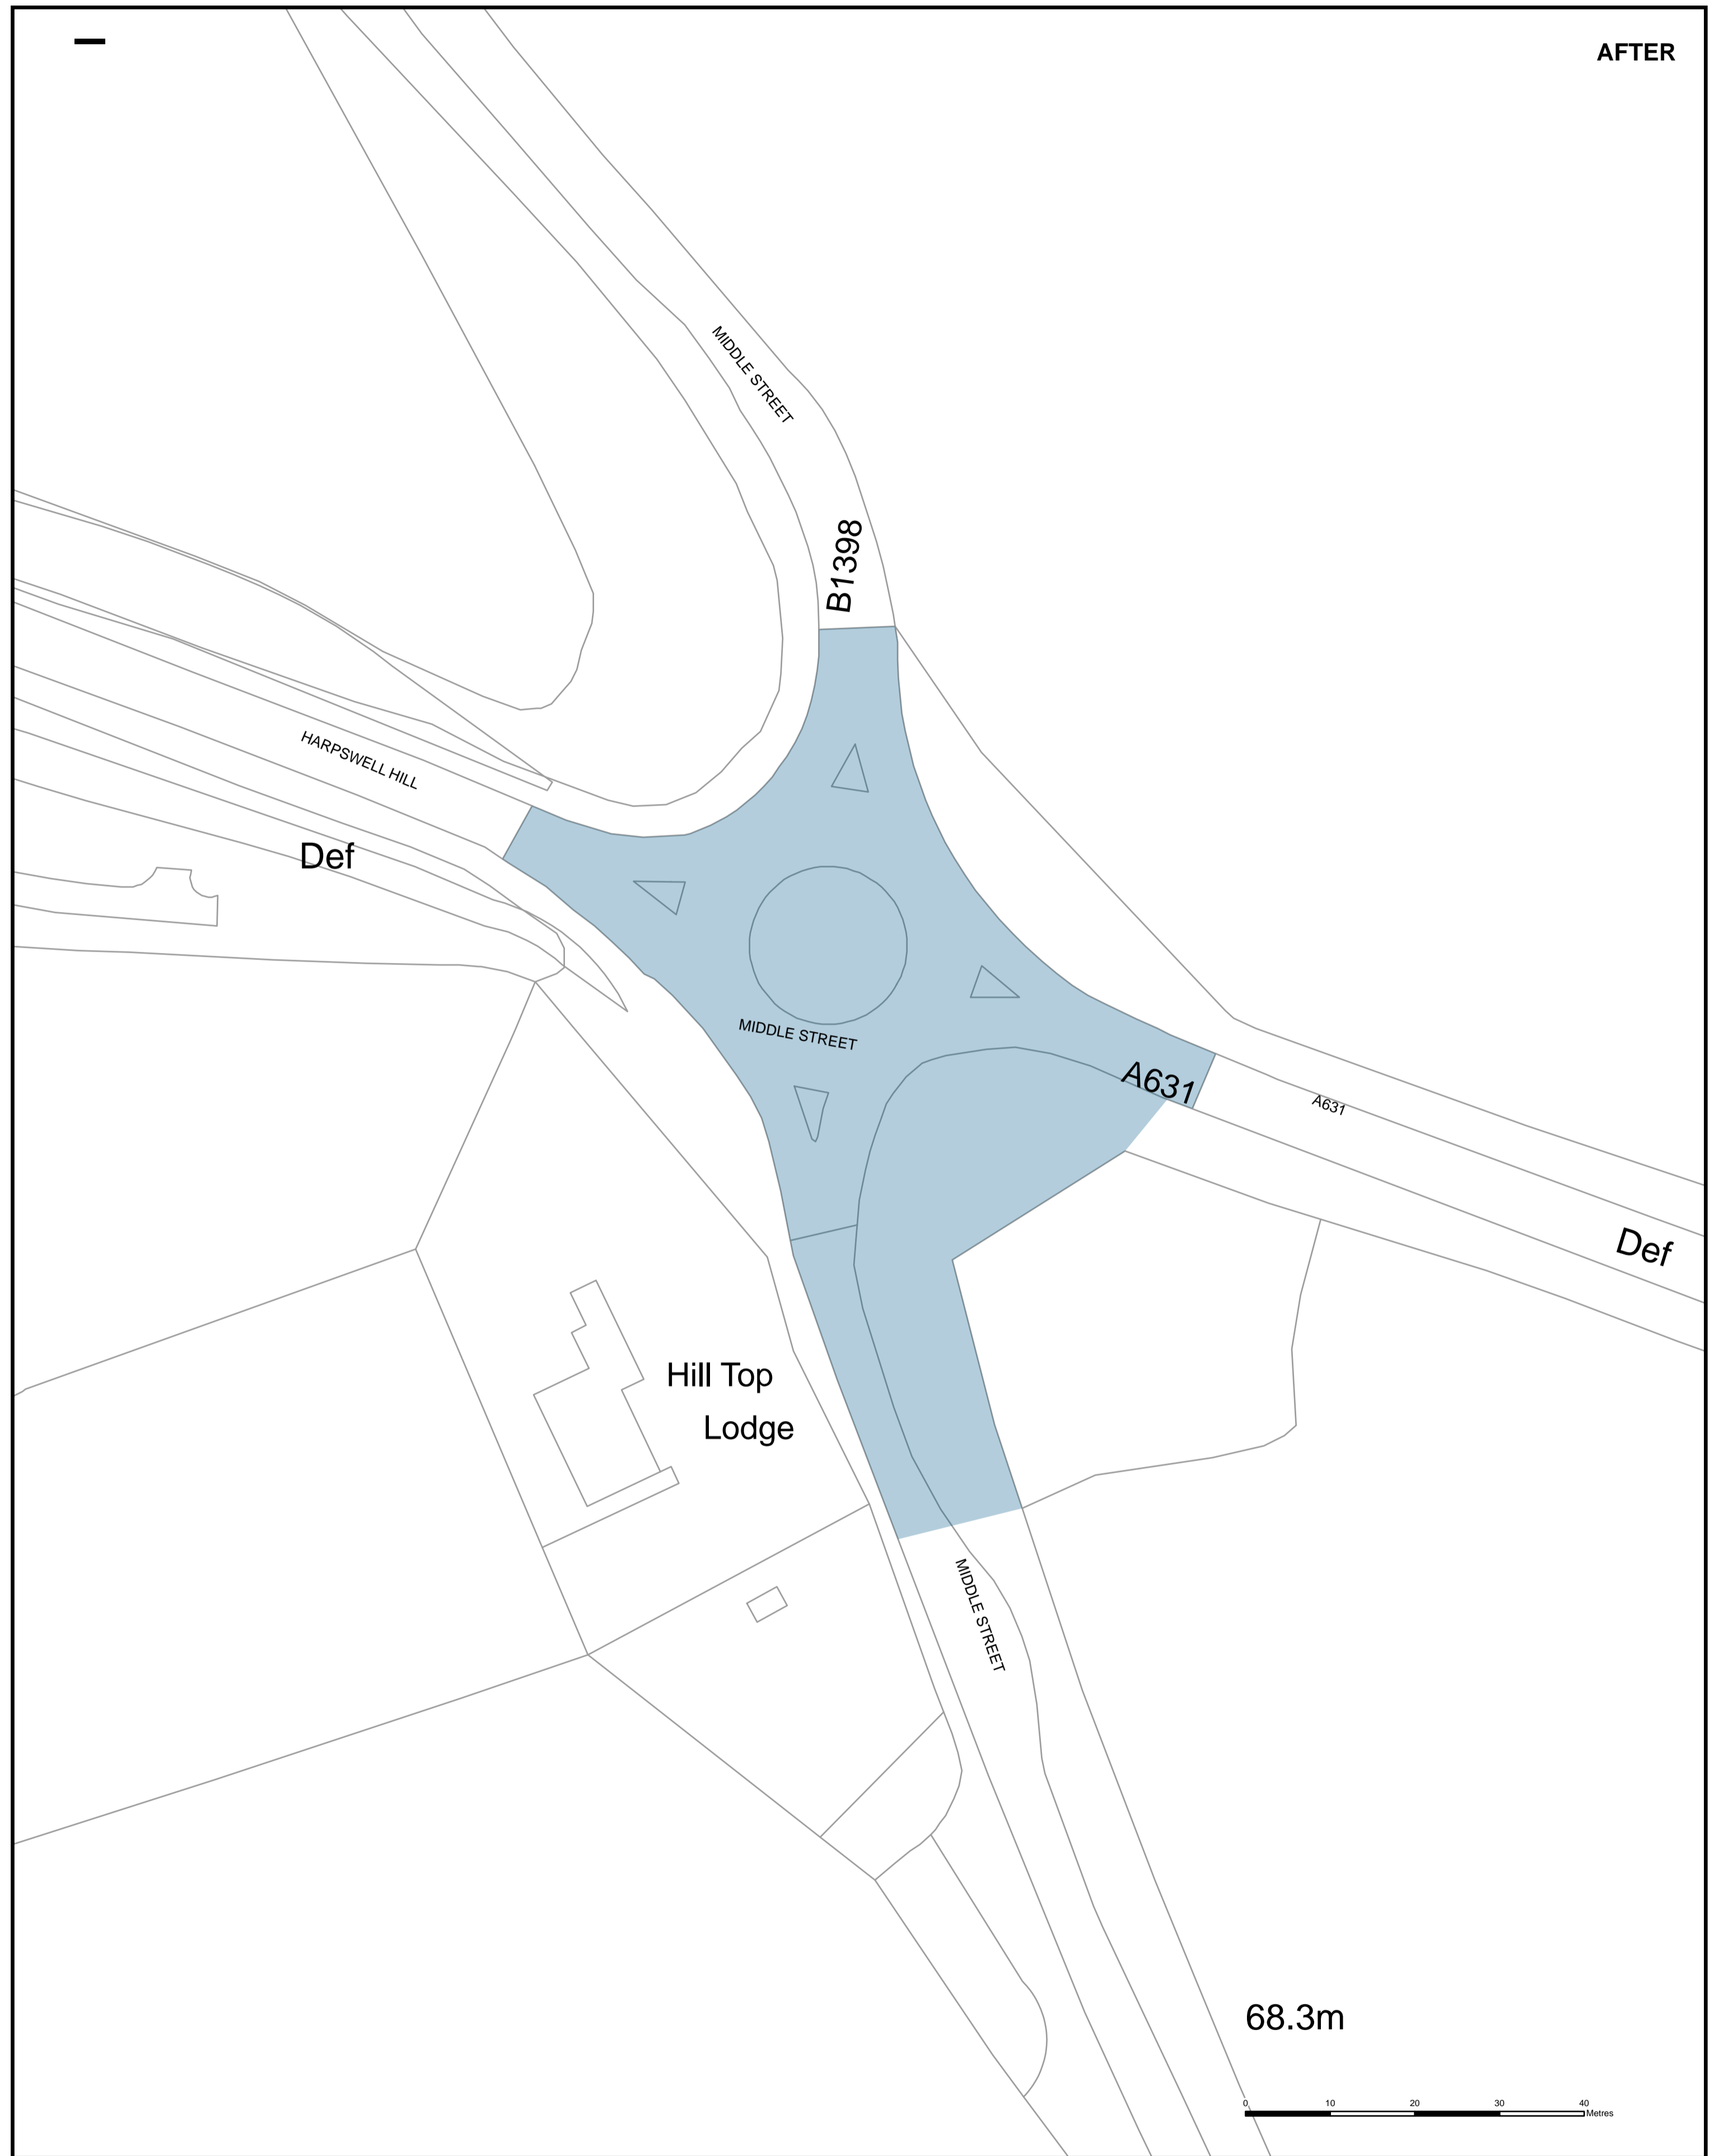 AFTER
MIDDLE STREET
B1398
HARPSWELL HILL
Def
MIDDLE STREET
A631
A631
Def
Hill Top
Lodge
MIDDLE STREET
68.3m
0 10 20 30 40
Metres